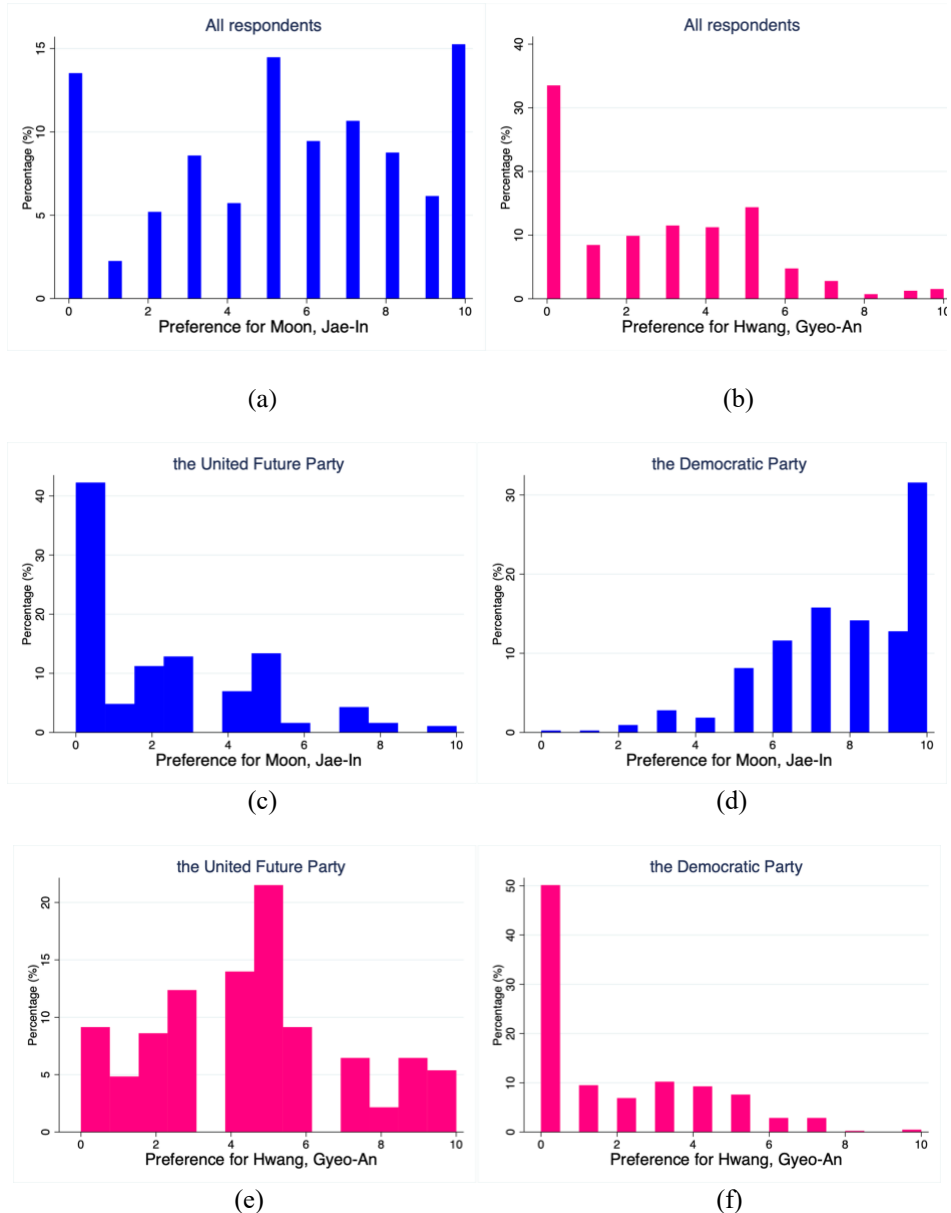 All respondents
Percentage (%)
15
10
5
0
0 2 4 6 8 10
Preference for Moon, Jae-In
(a)
All respondents
Percentage (%)
40
30
20
10
0
0 2 4 6 8 10
Preference for Hwang, Gyeo-An
(b)
the United Future Party
Percentage (%)
40
30
20
10
0
0 2 4 6 8 10
Preference for Moon, Jae-In
(c)
the Democratic Party
Percentage (%)
30
20
10
0
0 2 4 6 8 10
Preference for Moon, Jae-In
(d)
the United Future Party
Percentage (%)
20
15
10
5
0
0 2 4 6 8 10
Preference for Hwang, Gyeo-An
(e)
the Democratic Party
Percentage (%)
50
40
30
20
10
0
0 2 4 6 8 10
Preference for Hwang, Gyeo-An
(f)